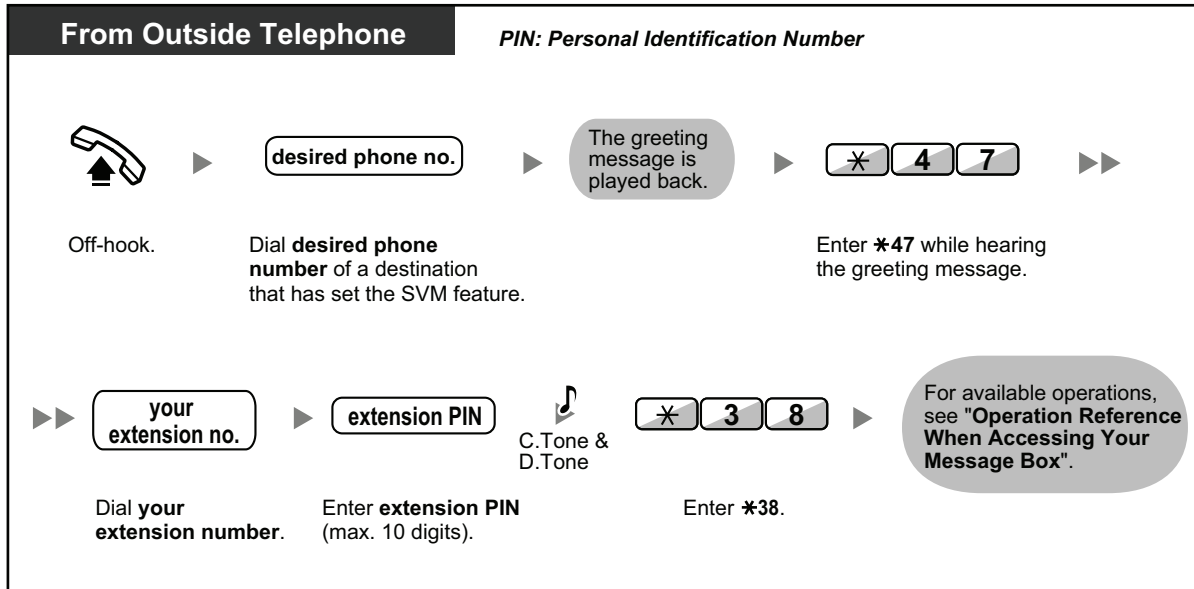 From Outside Telephone
PIN: Personal Identification Number
desired phone no.
The greeting
message is
played back.
* 4 7
Off-hook.
Dial desired phone
number of a destination
that has set the SVM feature.
Enter *47 while hearing
the greeting message.
your
extension no.
extension PIN
C.Tone &
D.Tone
* 3 8
For available operations,
see "Operation Reference
When Accessing Your
Message Box".
Dial your
extension number.
Enter extension PIN
(max. 10 digits).
Enter *38.